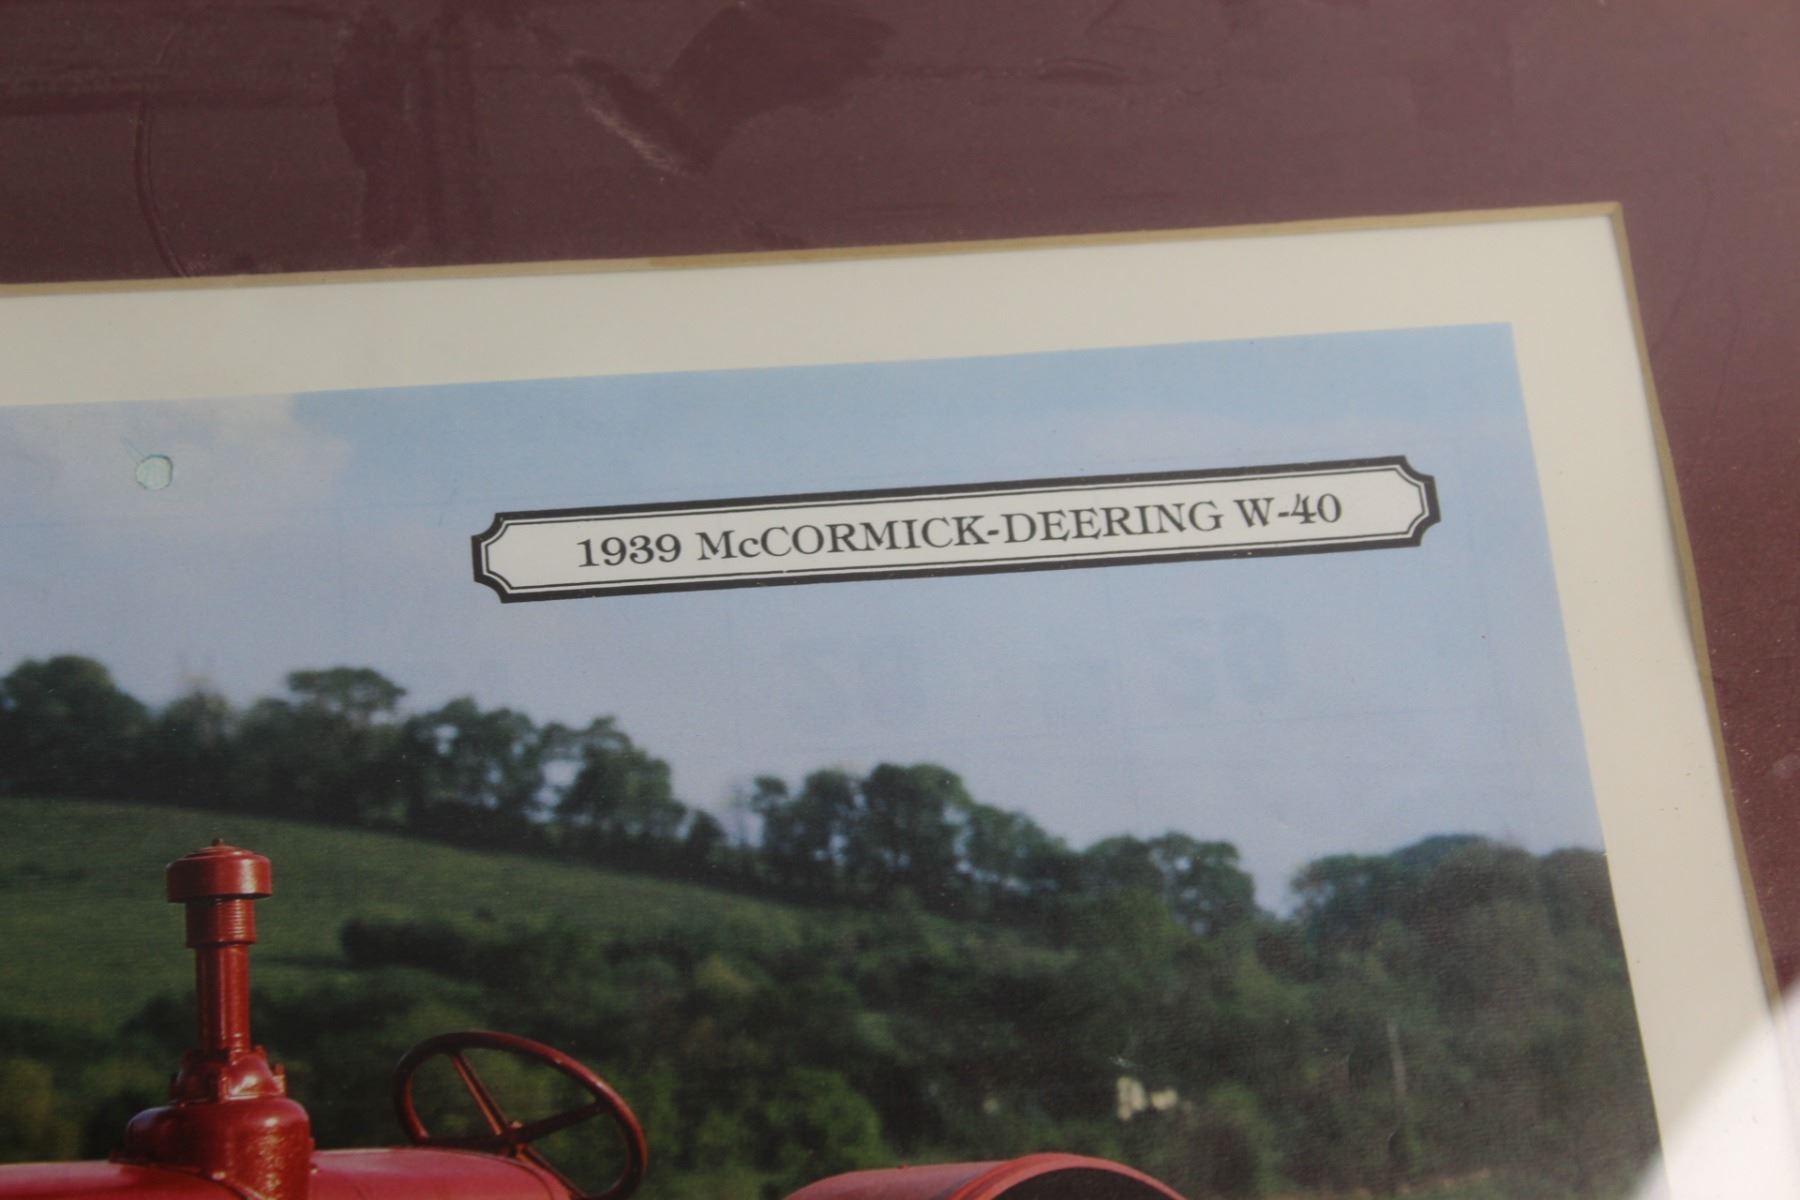 1939 McCORMICK-DEERING W-40